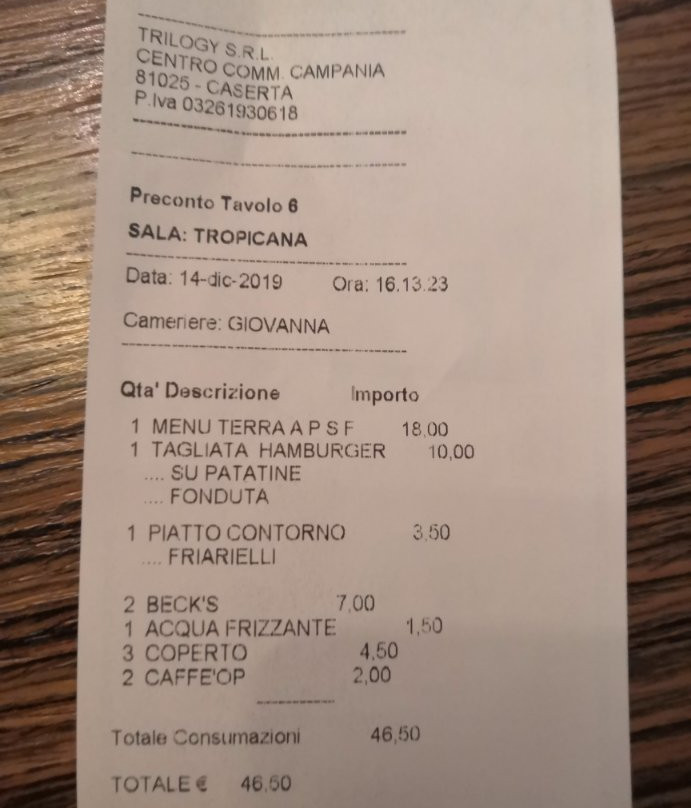 TRILOGY S.R.L.
CENTRO COMM. CAMPANIA
81025 - CASERTA
P.Iva 03261930618
Preconto Tavolo 6
SALA: TROPICANA
Data: 14-dic-2019 Ora: 16.13.23
Cameriere: GIOVANNA
Qta' Descrizione Importo
1 MENU TERRA A P S F 18,00
1 TAGLIATA HAMBURGER 10,00
.... SU PATATINE
.... FONDUTA
1 PIATTO CONTORNO 3,50
.... FRIARIELLI
2 BECK'S 7,00
1 ACQUA FRIZZANTE 1,50
3 COPERTO 4,50
2 CAFFE'OP 2,00
Totale Consumazioni 46,50
TOTALE € 46,50